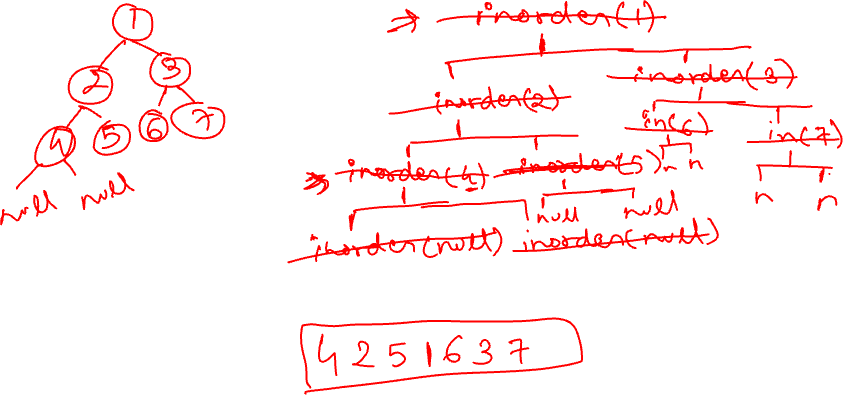 1
2 3
4 5 6 7
null null
⇒ inorder(1)
inorder(2) inorder(3)
⇒ inorder(4) inorder(5) in(6) in(7)
inorder(null) inorder(null) null null n n n n
4 2 5 1 6 3 7